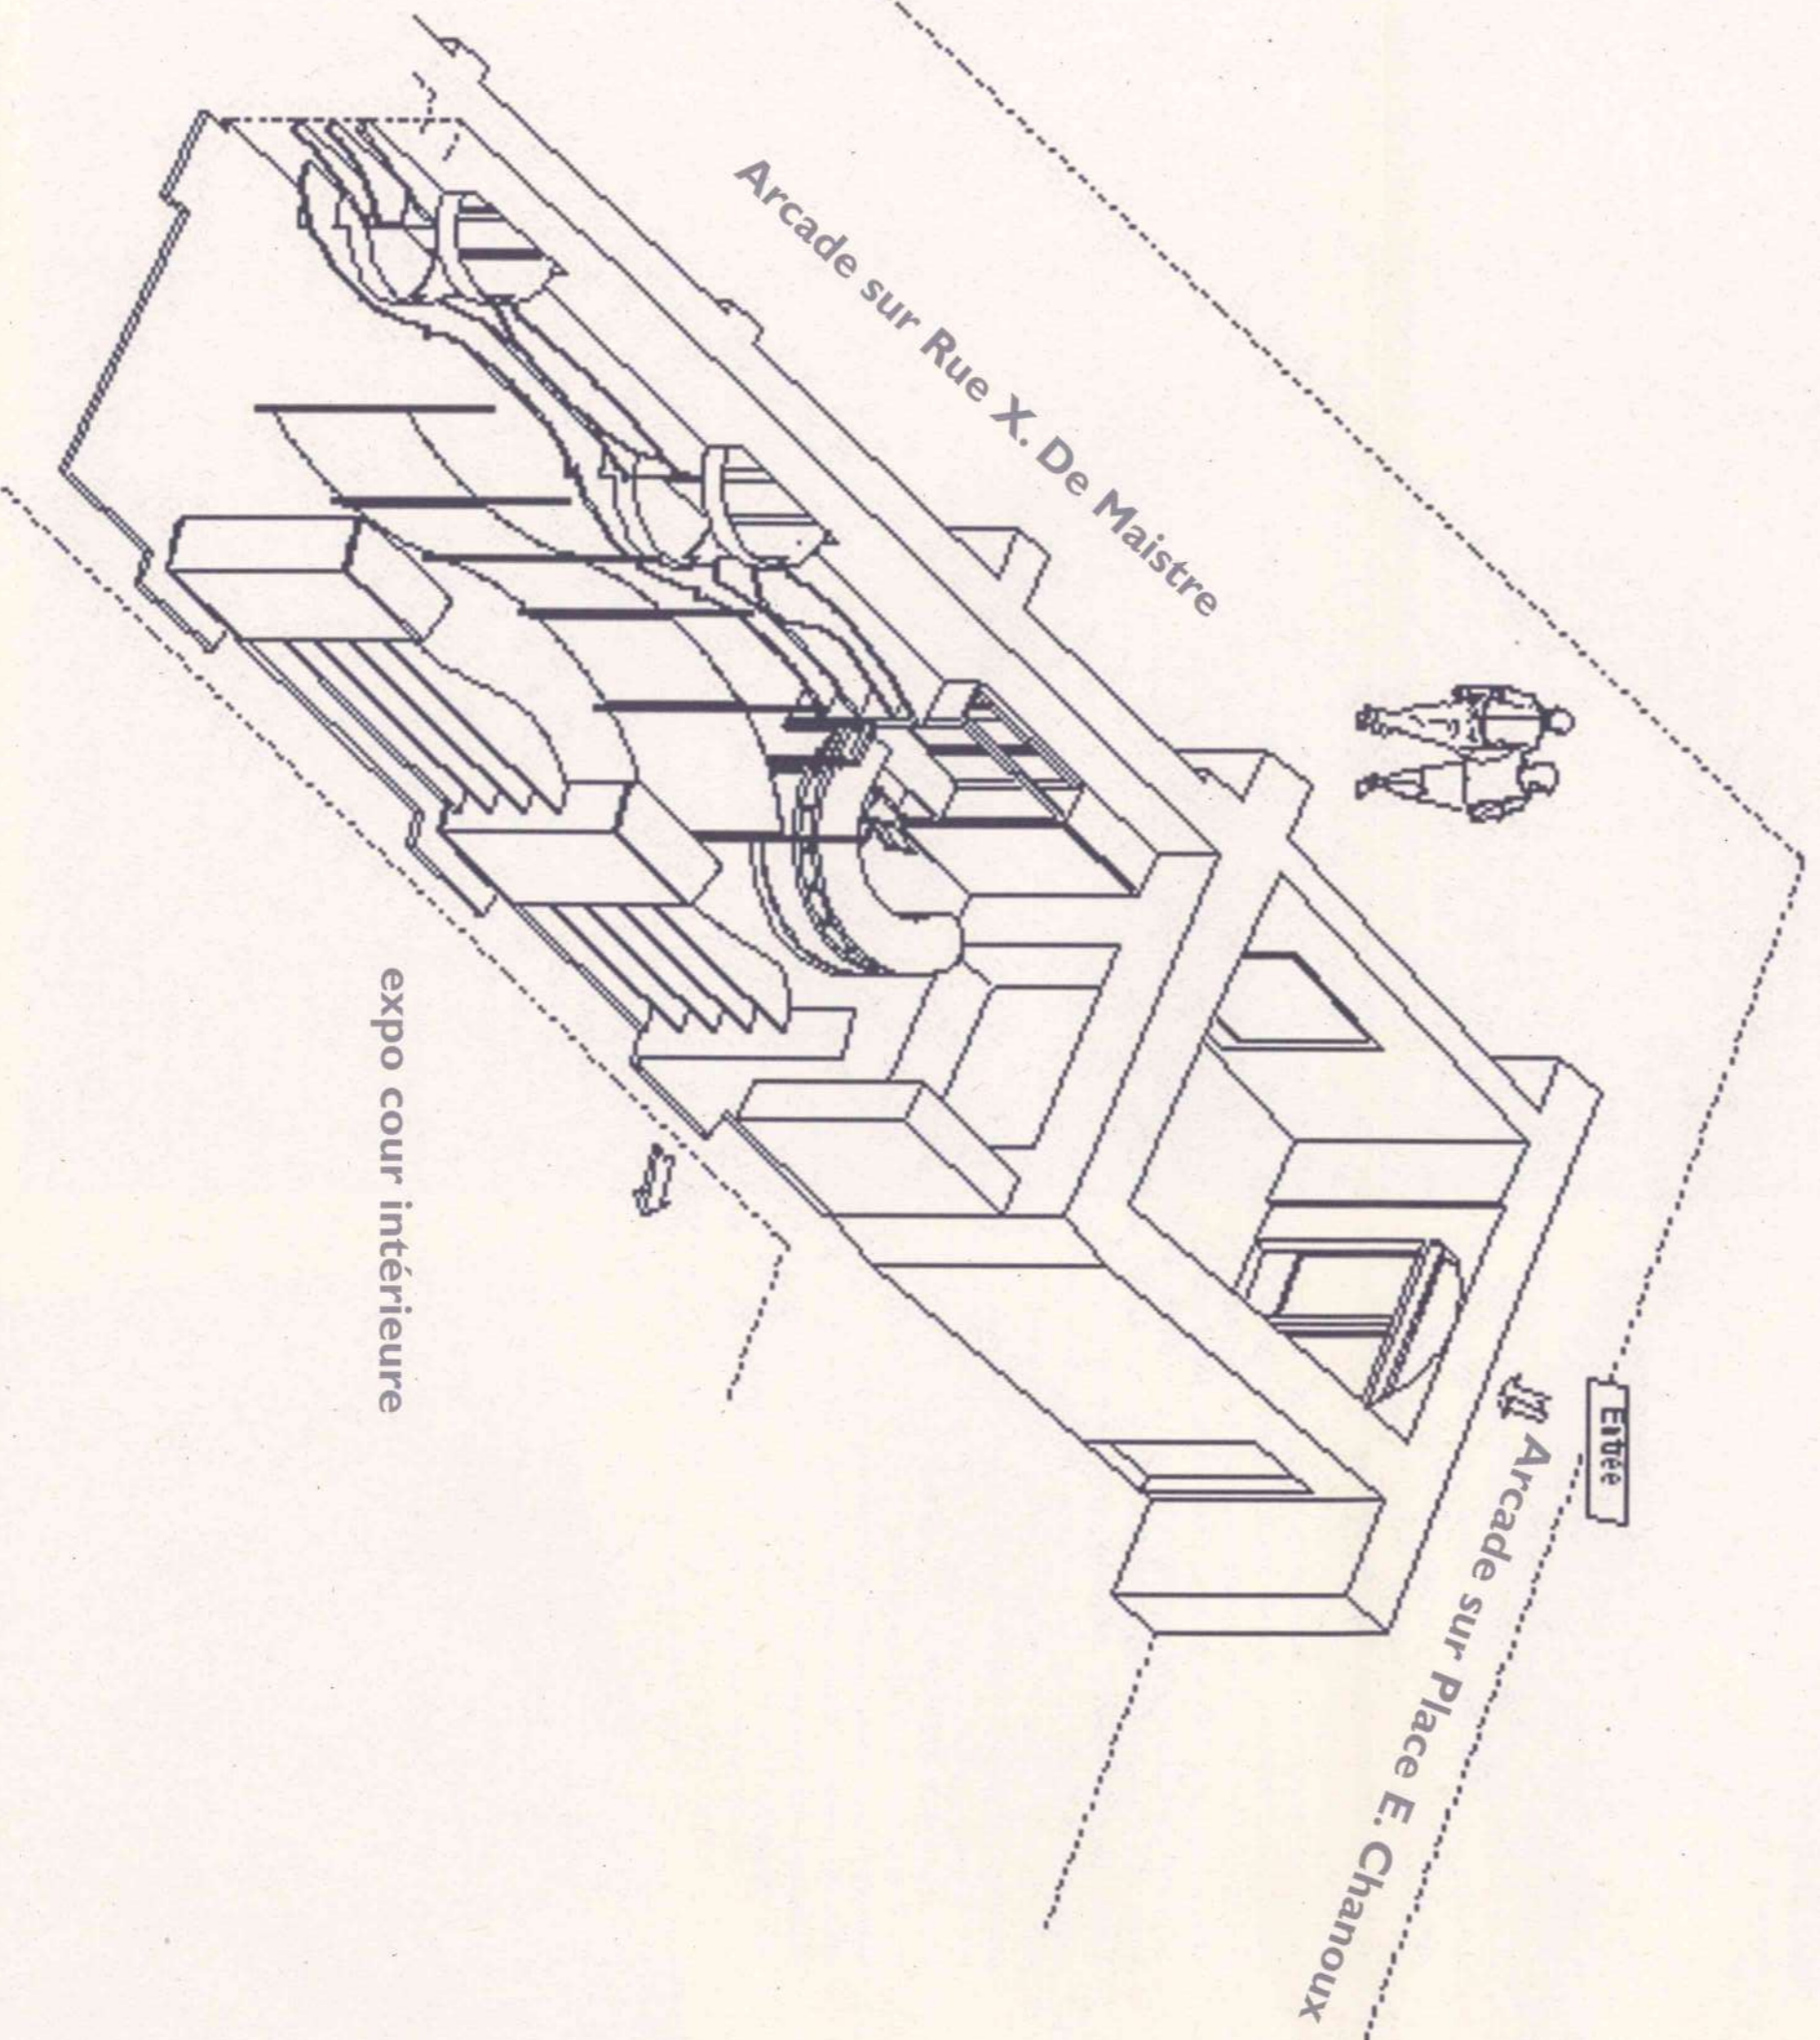 Entrée
Arcade sur Place E. Chanoux
Arcade sur Rue X. De Maistre
expo cour intérieure